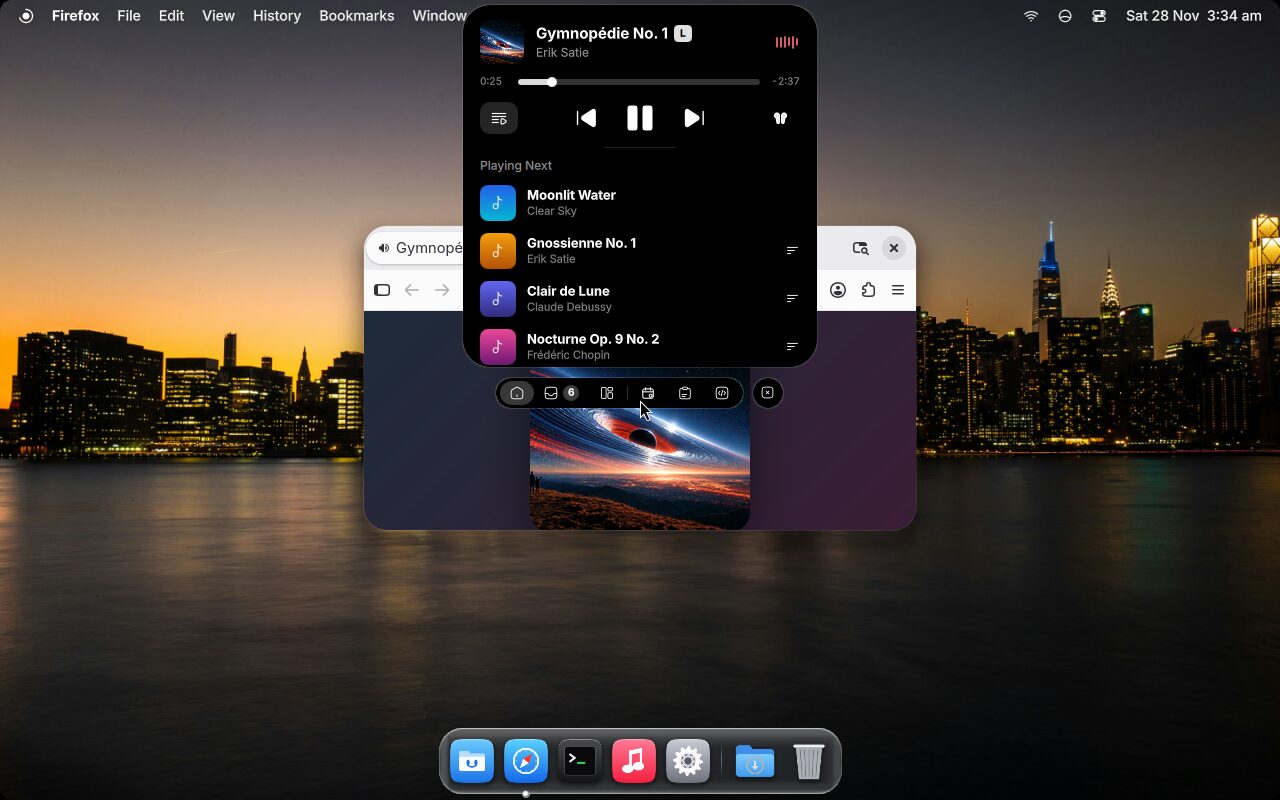 Firefox File Edit View History Bookmarks Window
Sat 28 Nov 3:34 am
Gymnopédie No. 1 L
Erik Satie
0:25
-2:37
Playing Next
Moonlit Water
Clear Sky
Gnossienne No. 1
Erik Satie
Clair de Lune
Claude Debussy
Nocturne Op. 9 No. 2
Frédéric Chopin
Gymnopé
6